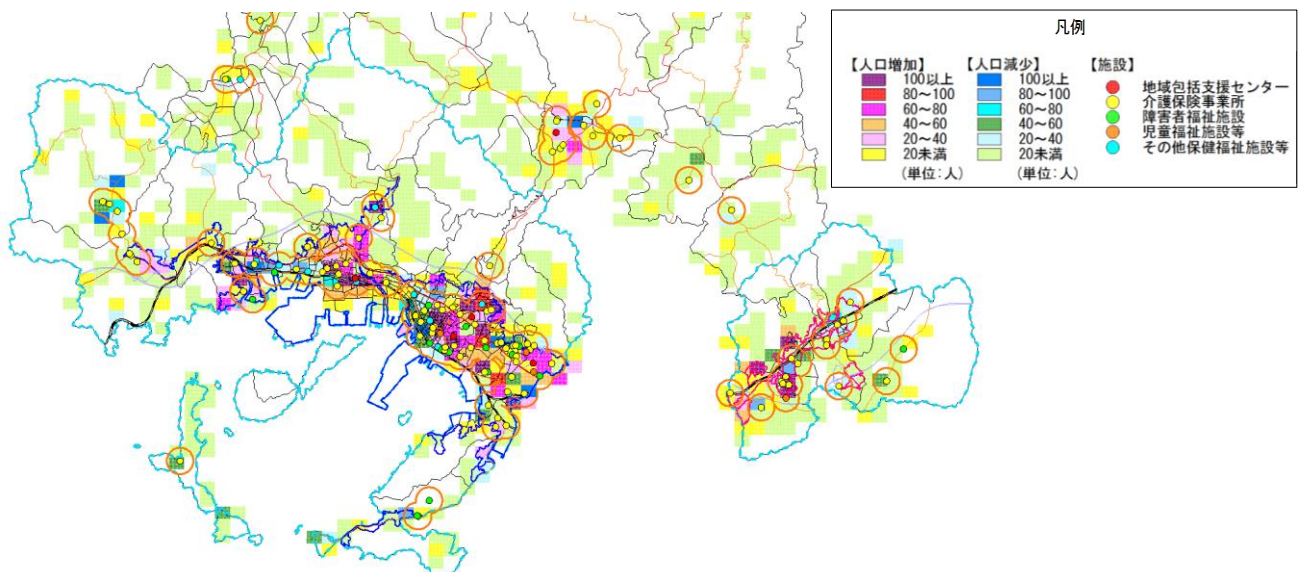 凡例
【人口増加】 【人口減少】 【施設】
100以上 100以上 地域包括支援センター
80～100 80～100 介護保険事業所
60～80 60～80 障害者福祉施設
40～60 40～60 児童福祉施設等
20～40 20～40 その他保健福祉施設等
20未満 20未満
(単位:人) (単位:人)